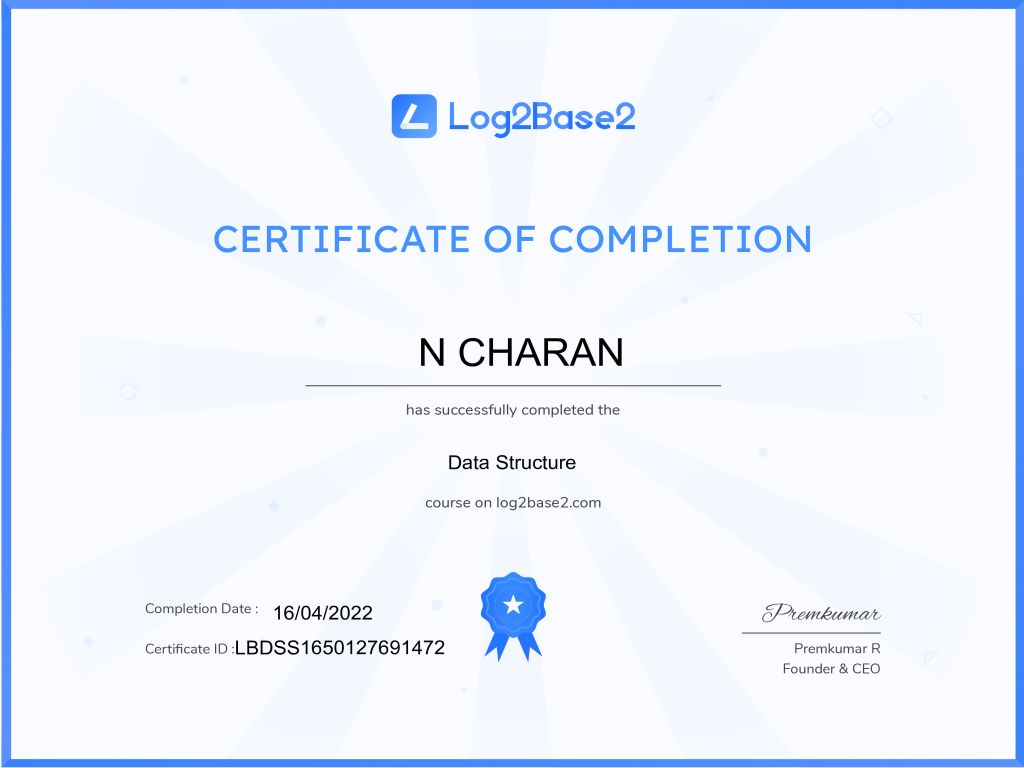 Log2Base2
CERTIFICATE OF COMPLETION
N CHARAN
has successfully completed the
Data Structure
course on log2base2.com
Completion Date : 16/04/2022
Certificate ID :LBDSS1650127691472
Premkumar
Premkumar R
Founder & CEO